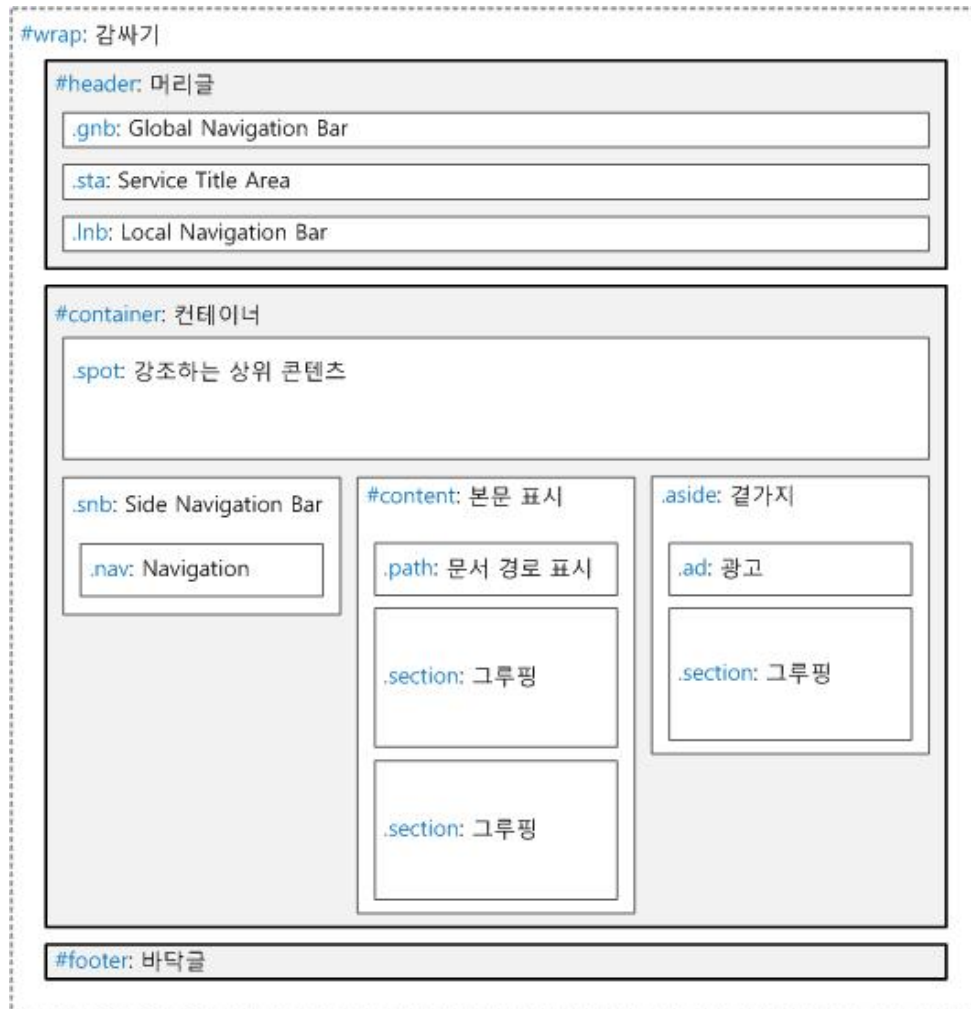 #wrap: 감싸기
#header: 머리글
.gnb: Global Navigation Bar
.sta: Service Title Area
.lnb: Local Navigation Bar
#container: 컨테이너
.spot: 강조하는 상위 콘텐츠
.snb: Side Navigation Bar
.nav: Navigation
#content: 본문 표시
.path: 문서 경로 표시
.section: 그루핑
.section: 그루핑
.aside: 곁가지
.ad: 광고
.section: 그루핑
#footer: 바닥글